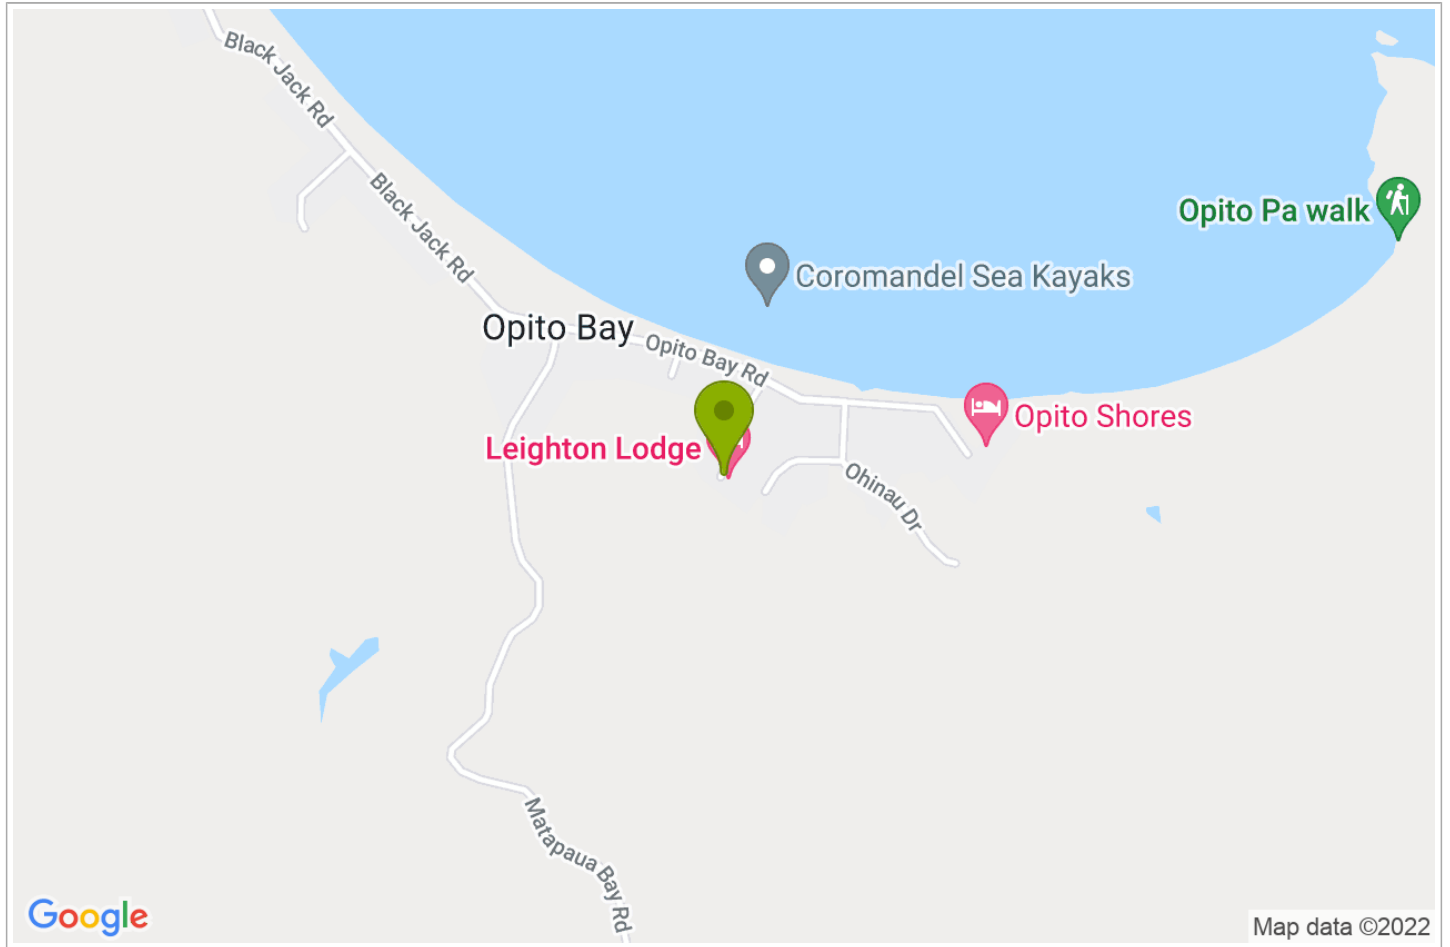 Black Jack Rd
Black Jack Rd
Opito Pa walk
Coromandel Sea Kayaks
Opito Bay
Opito Bay Rd
Opito Shores
Leighton Lodge
Ohinau Dr
Matapaua Bay Rd
Google
Map data ©2022